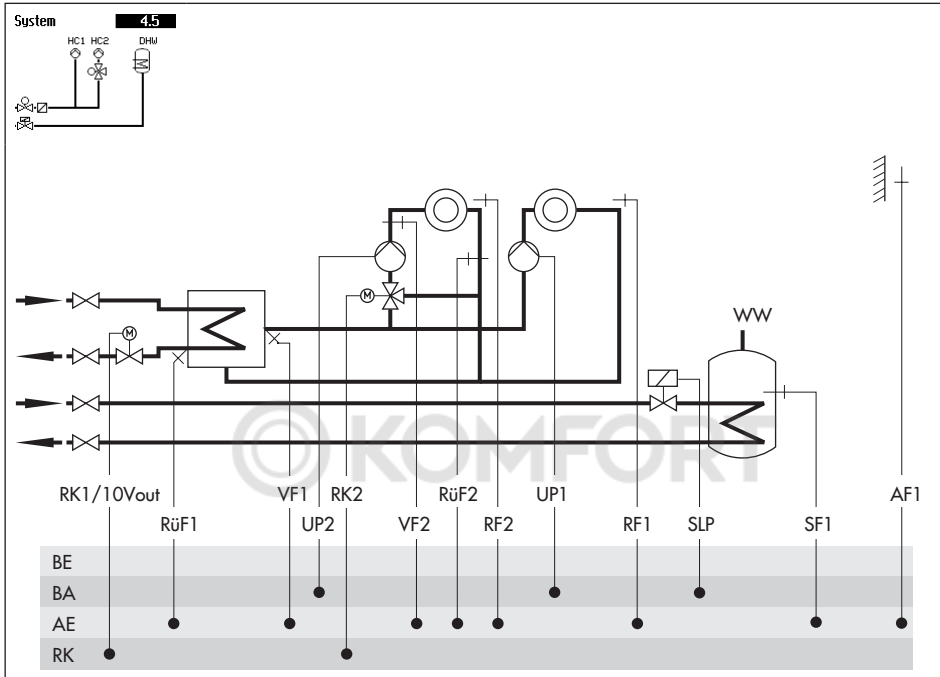 System 4.5
HC1 HC2 DHW
M
WW
M
KOMFORT
RK1/10Vout VF1 RK2 RüF2 UP1 AF1
RüF1 UP2 VF2 RF2 RF1 SLP SF1
BE
BA
AE
RK